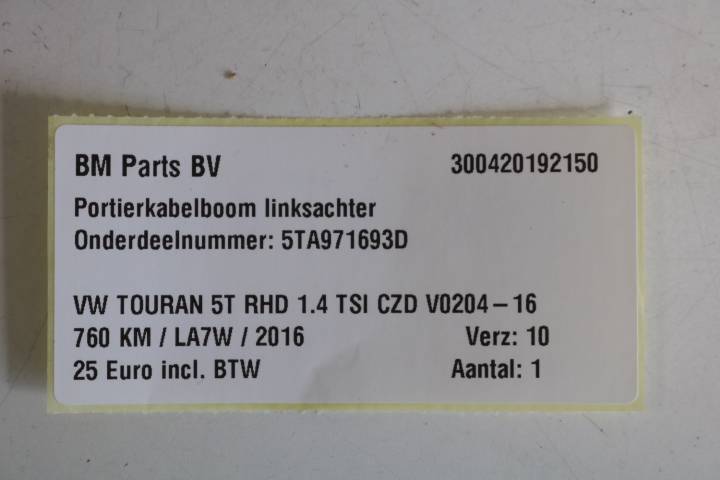 BM Parts BV 300420192150
Portierkabelboom linksachter
Onderdeelnummer: 5TA971693D
VW TOURAN 5T RHD 1.4 TSI CZD V0204-16
760 KM / LA7W / 2016 Verz: 10
25 Euro incl. BTW Aantal: 1